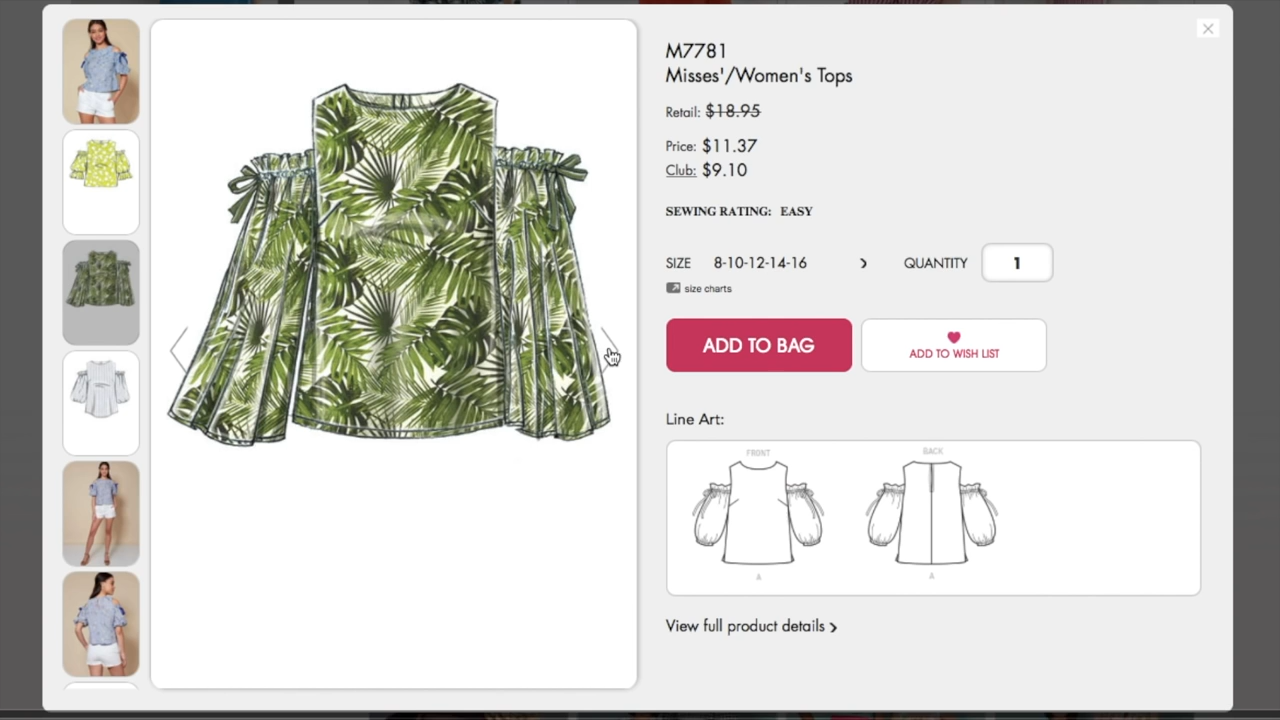 M7781
Misses'/Women's Tops
Retail: $18.95
Price: $11.37
Club: $9.10
SEWING RATING: EASY
SIZE 8-10-12-14-16 QUANTITY 1
size charts
ADD TO BAG
ADD TO WISH LIST
Line Art:
FRONT BACK
A A
View full product details